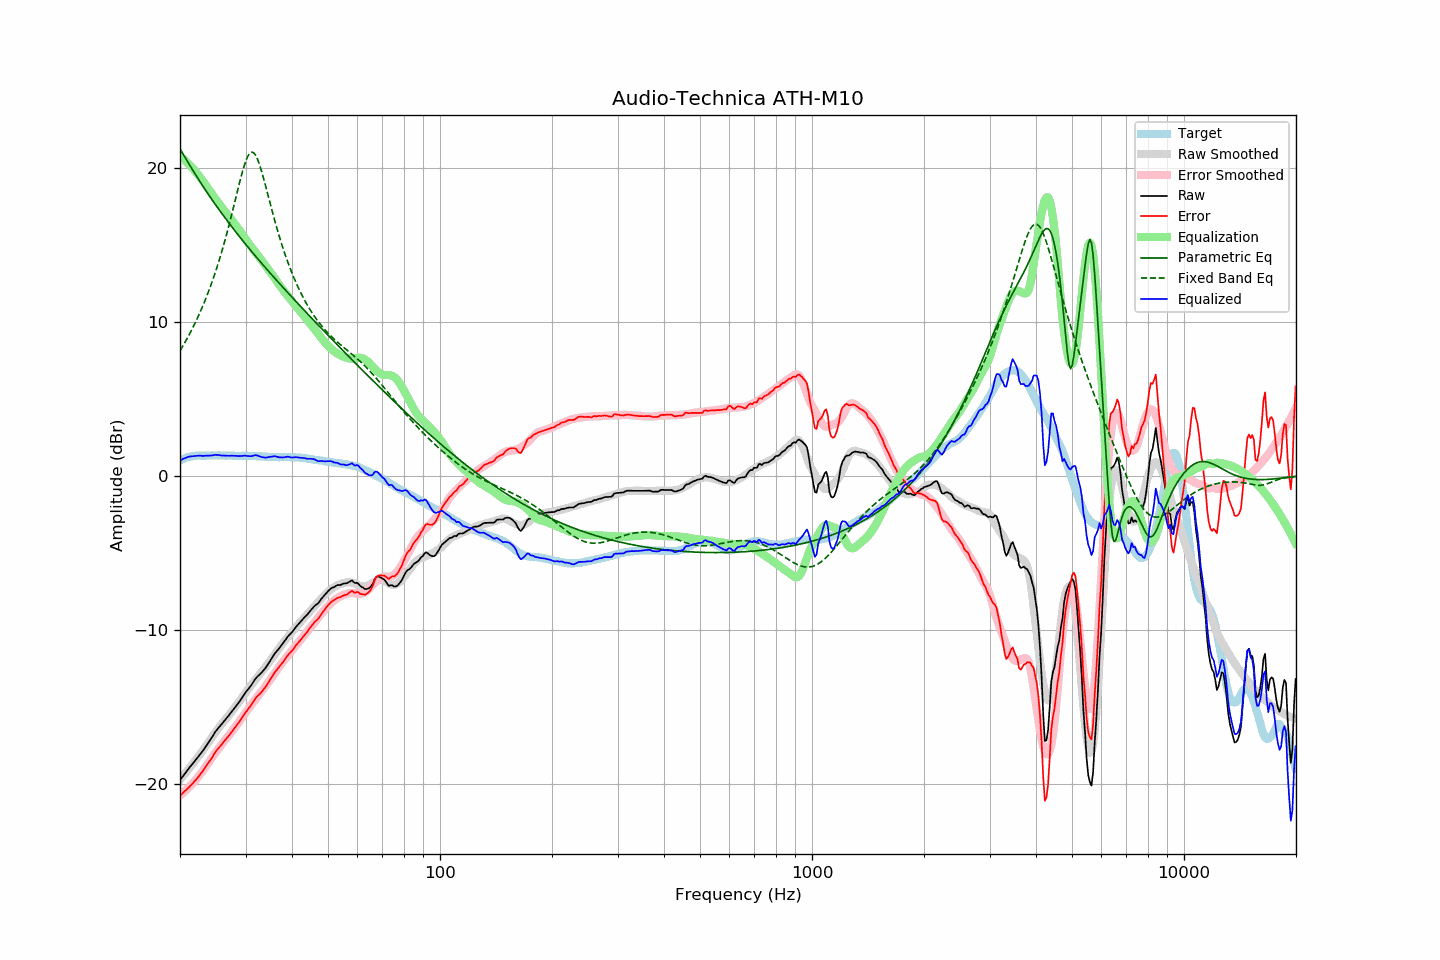 Audio-Technica ATH-M10
Target
Raw Smoothed
Error Smoothed
Raw
Error
Equalization
Parametric Eq
Fixed Band Eq
Equalized
20
10
0
−10
−20
Amplitude (dBr)
100
1000
10000
Frequency (Hz)